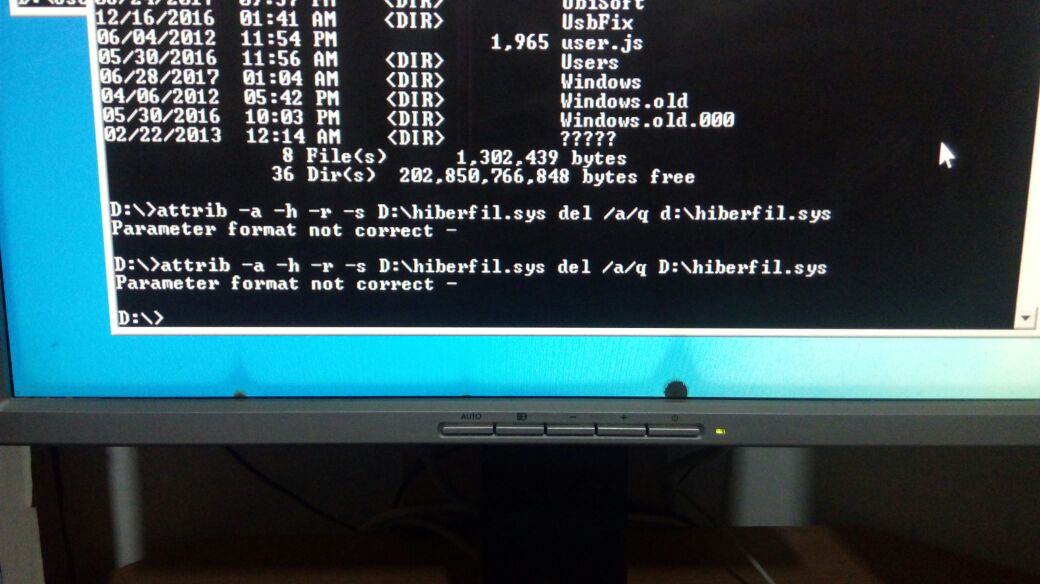 12/16/2016 01:41 AM <DIR> UsbFix
06/04/2012 11:54 PM 1,965 user.js
05/30/2016 11:56 AM <DIR> Users
06/28/2017 01:04 AM <DIR> Windows
04/06/2012 05:42 PM <DIR> Windows.old
05/30/2016 10:03 PM <DIR> Windows.old.000
02/22/2013 12:14 AM <DIR> ?????
8 File(s) 1,302,439 bytes
36 Dir(s) 202,850,766,848 bytes free
D:\>attrib -a -h -r -s D:\hiberfil.sys del /a/q d:\hiberfil.sys
Parameter format not correct -
D:\>attrib -a -h -r -s D:\hiberfil.sys del /a/q D:\hiberfil.sys
Parameter format not correct -
D:\>
AUTO